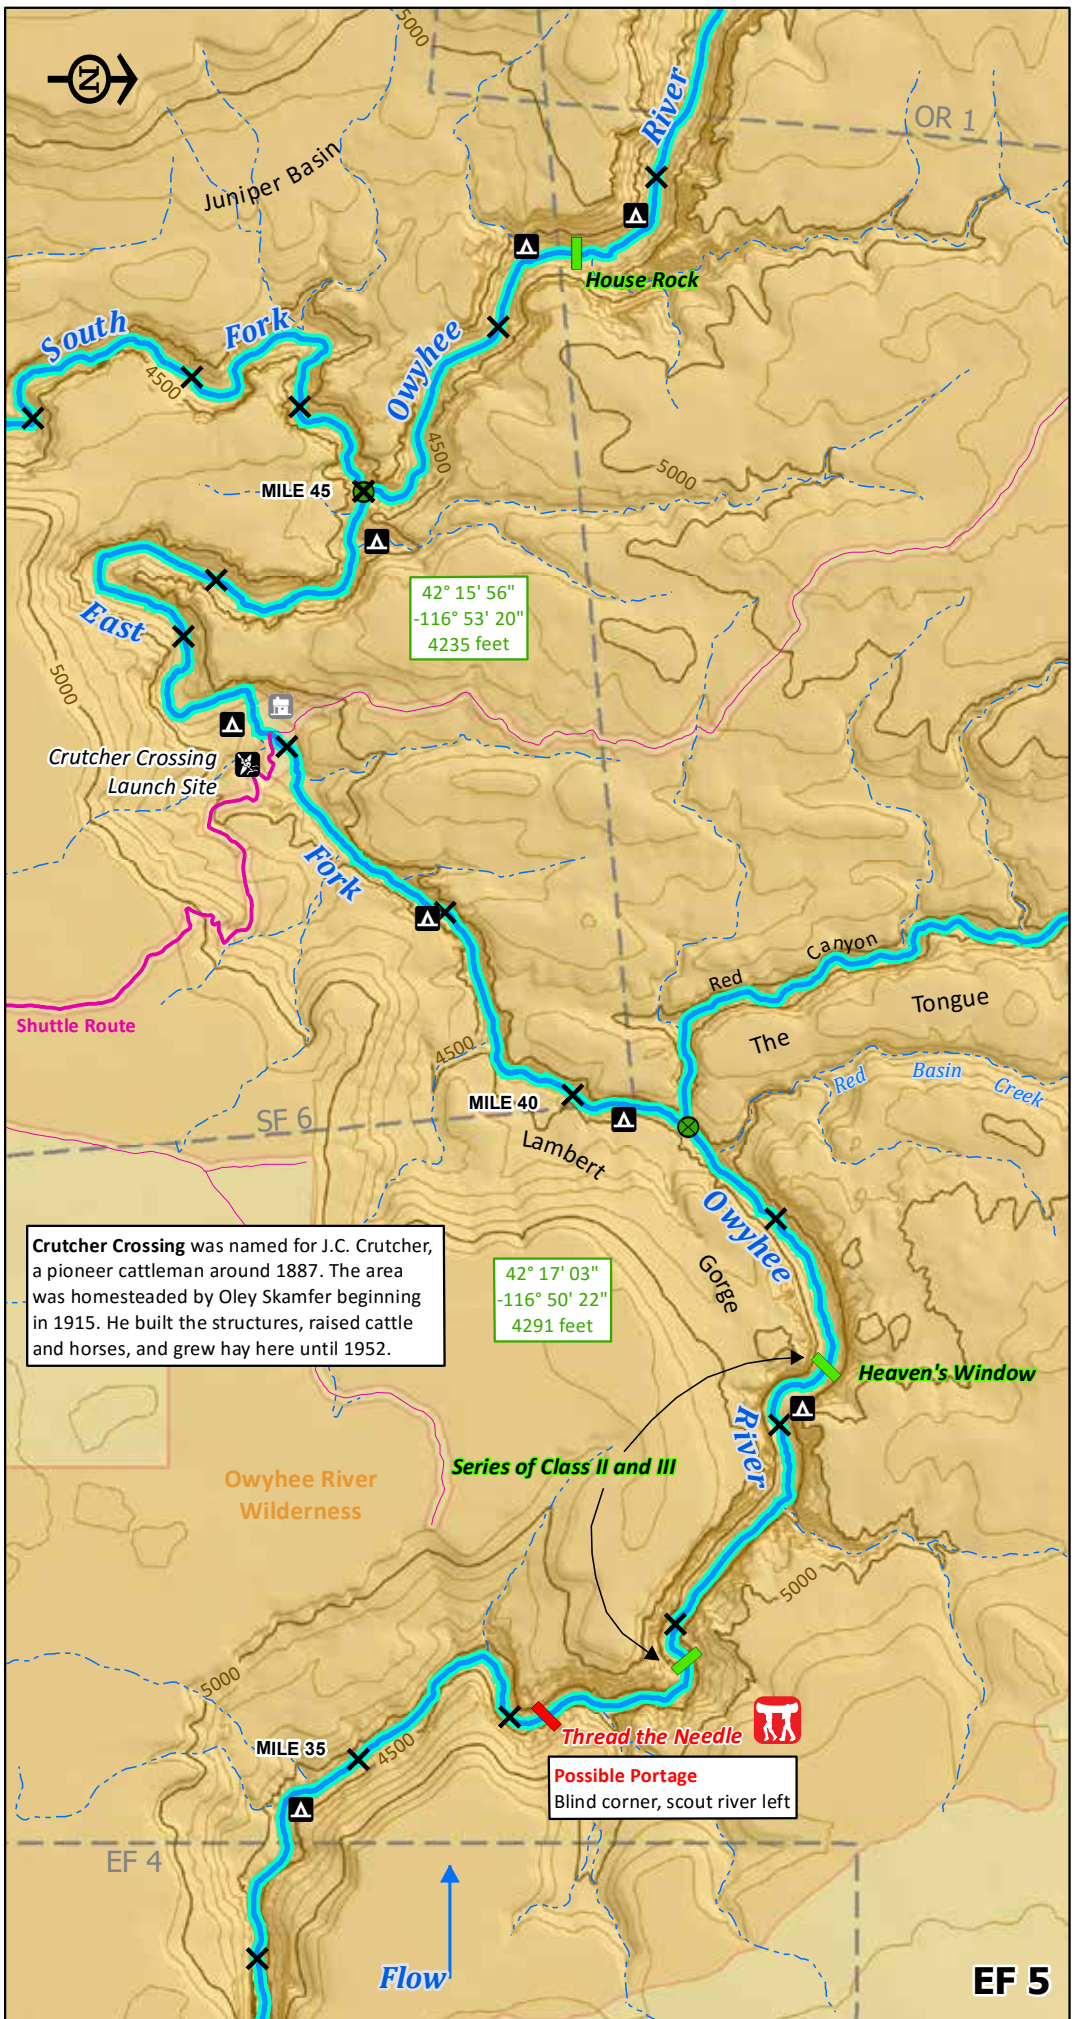 5000
N
River
OR 1
Juniper Basin
House Rock
South
Fork
Owyhee
4500
4500
5000
MILE 45
42° 15' 56"
-116° 53' 20"
4235 feet
East
5000
Crutcher Crossing
Launch Site
Fork
Red
Canyon
The
Tongue
Shuttle Route
4500
Red
Basin
Creek
MILE 40
SF 6
Lambert
Owyhee
Gorge
Crutcher Crossing was named for J.C. Crutcher,
a pioneer cattleman around 1887. The area
was homesteaded by Oley Skamfer beginning
in 1915. He built the structures, raised cattle
and horses, and grew hay here until 1952.
42° 17' 03"
-116° 50' 22"
4291 feet
Heaven's Window
River
Series of Class II and III
Owyhee River
Wilderness
5000
5000
Thread the Needle
MILE 35
4500
Possible Portage
Blind corner, scout river left
EF 4
Flow
EF 5